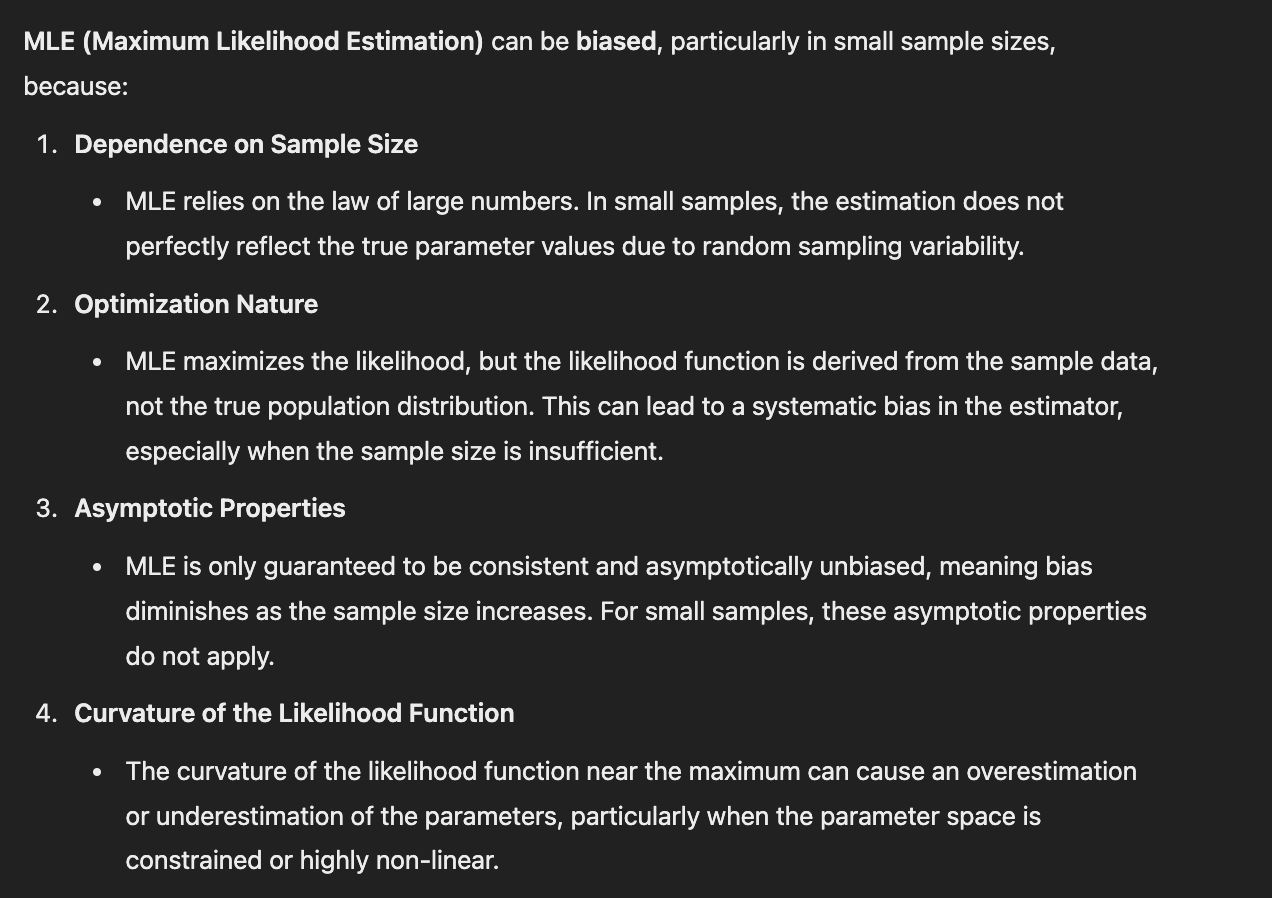 MLE (Maximum Likelihood Estimation) can be biased, particularly in small sample sizes,
because:
1. Dependence on Sample Size
• MLE relies on the law of large numbers. In small samples, the estimation does not
perfectly reflect the true parameter values due to random sampling variability.
2. Optimization Nature
• MLE maximizes the likelihood, but the likelihood function is derived from the sample data,
not the true population distribution. This can lead to a systematic bias in the estimator,
especially when the sample size is insufficient.
3. Asymptotic Properties
• MLE is only guaranteed to be consistent and asymptotically unbiased, meaning bias
diminishes as the sample size increases. For small samples, these asymptotic properties
do not apply.
4. Curvature of the Likelihood Function
• The curvature of the likelihood function near the maximum can cause an overestimation
or underestimation of the parameters, particularly when the parameter space is
constrained or highly non-linear.